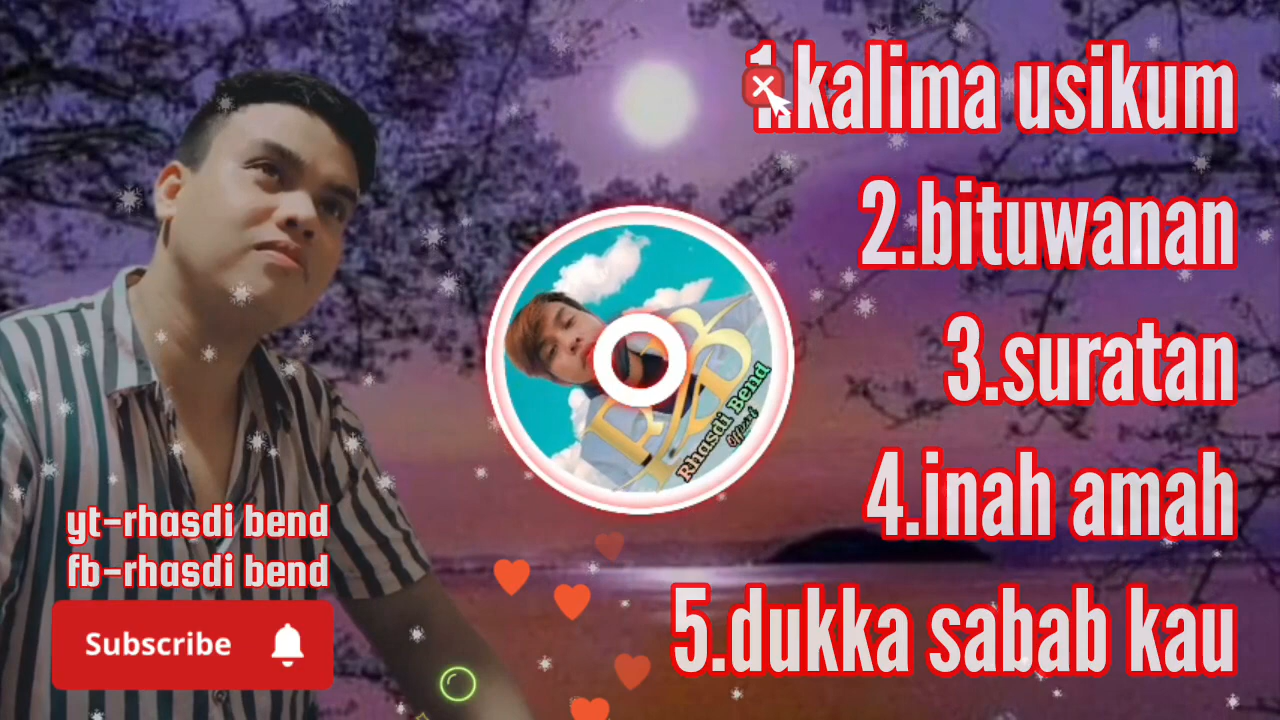 1.kalima usikum
2.bituwanan
3.suratan
4.inah amah
5.dukka sabab kau
RB
Rhasdi Bend
yt-rhasdi bend
fb-rhasdi bend
Subscribe